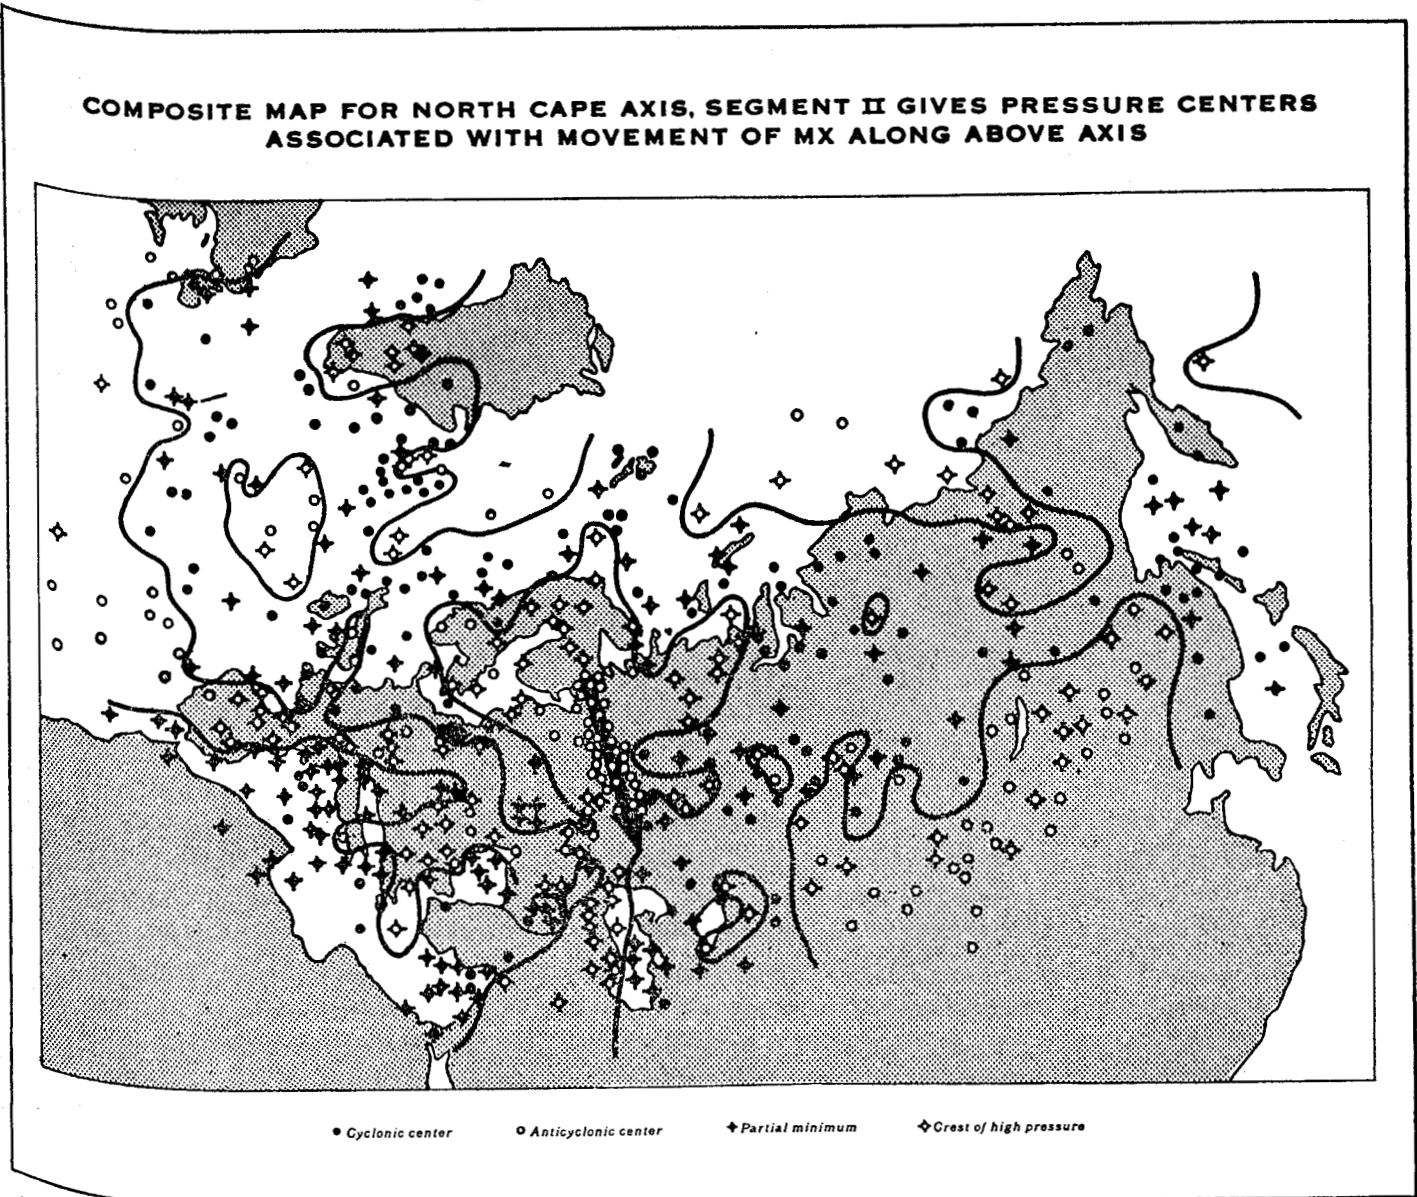 COMPOSITE MAP FOR NORTH CAPE AXIS, SEGMENT II GIVES PRESSURE CENTERS
ASSOCIATED WITH MOVEMENT OF MX ALONG ABOVE AXIS
Cyclonic center Anticyclonic center Partial minimum Crest of high pressure